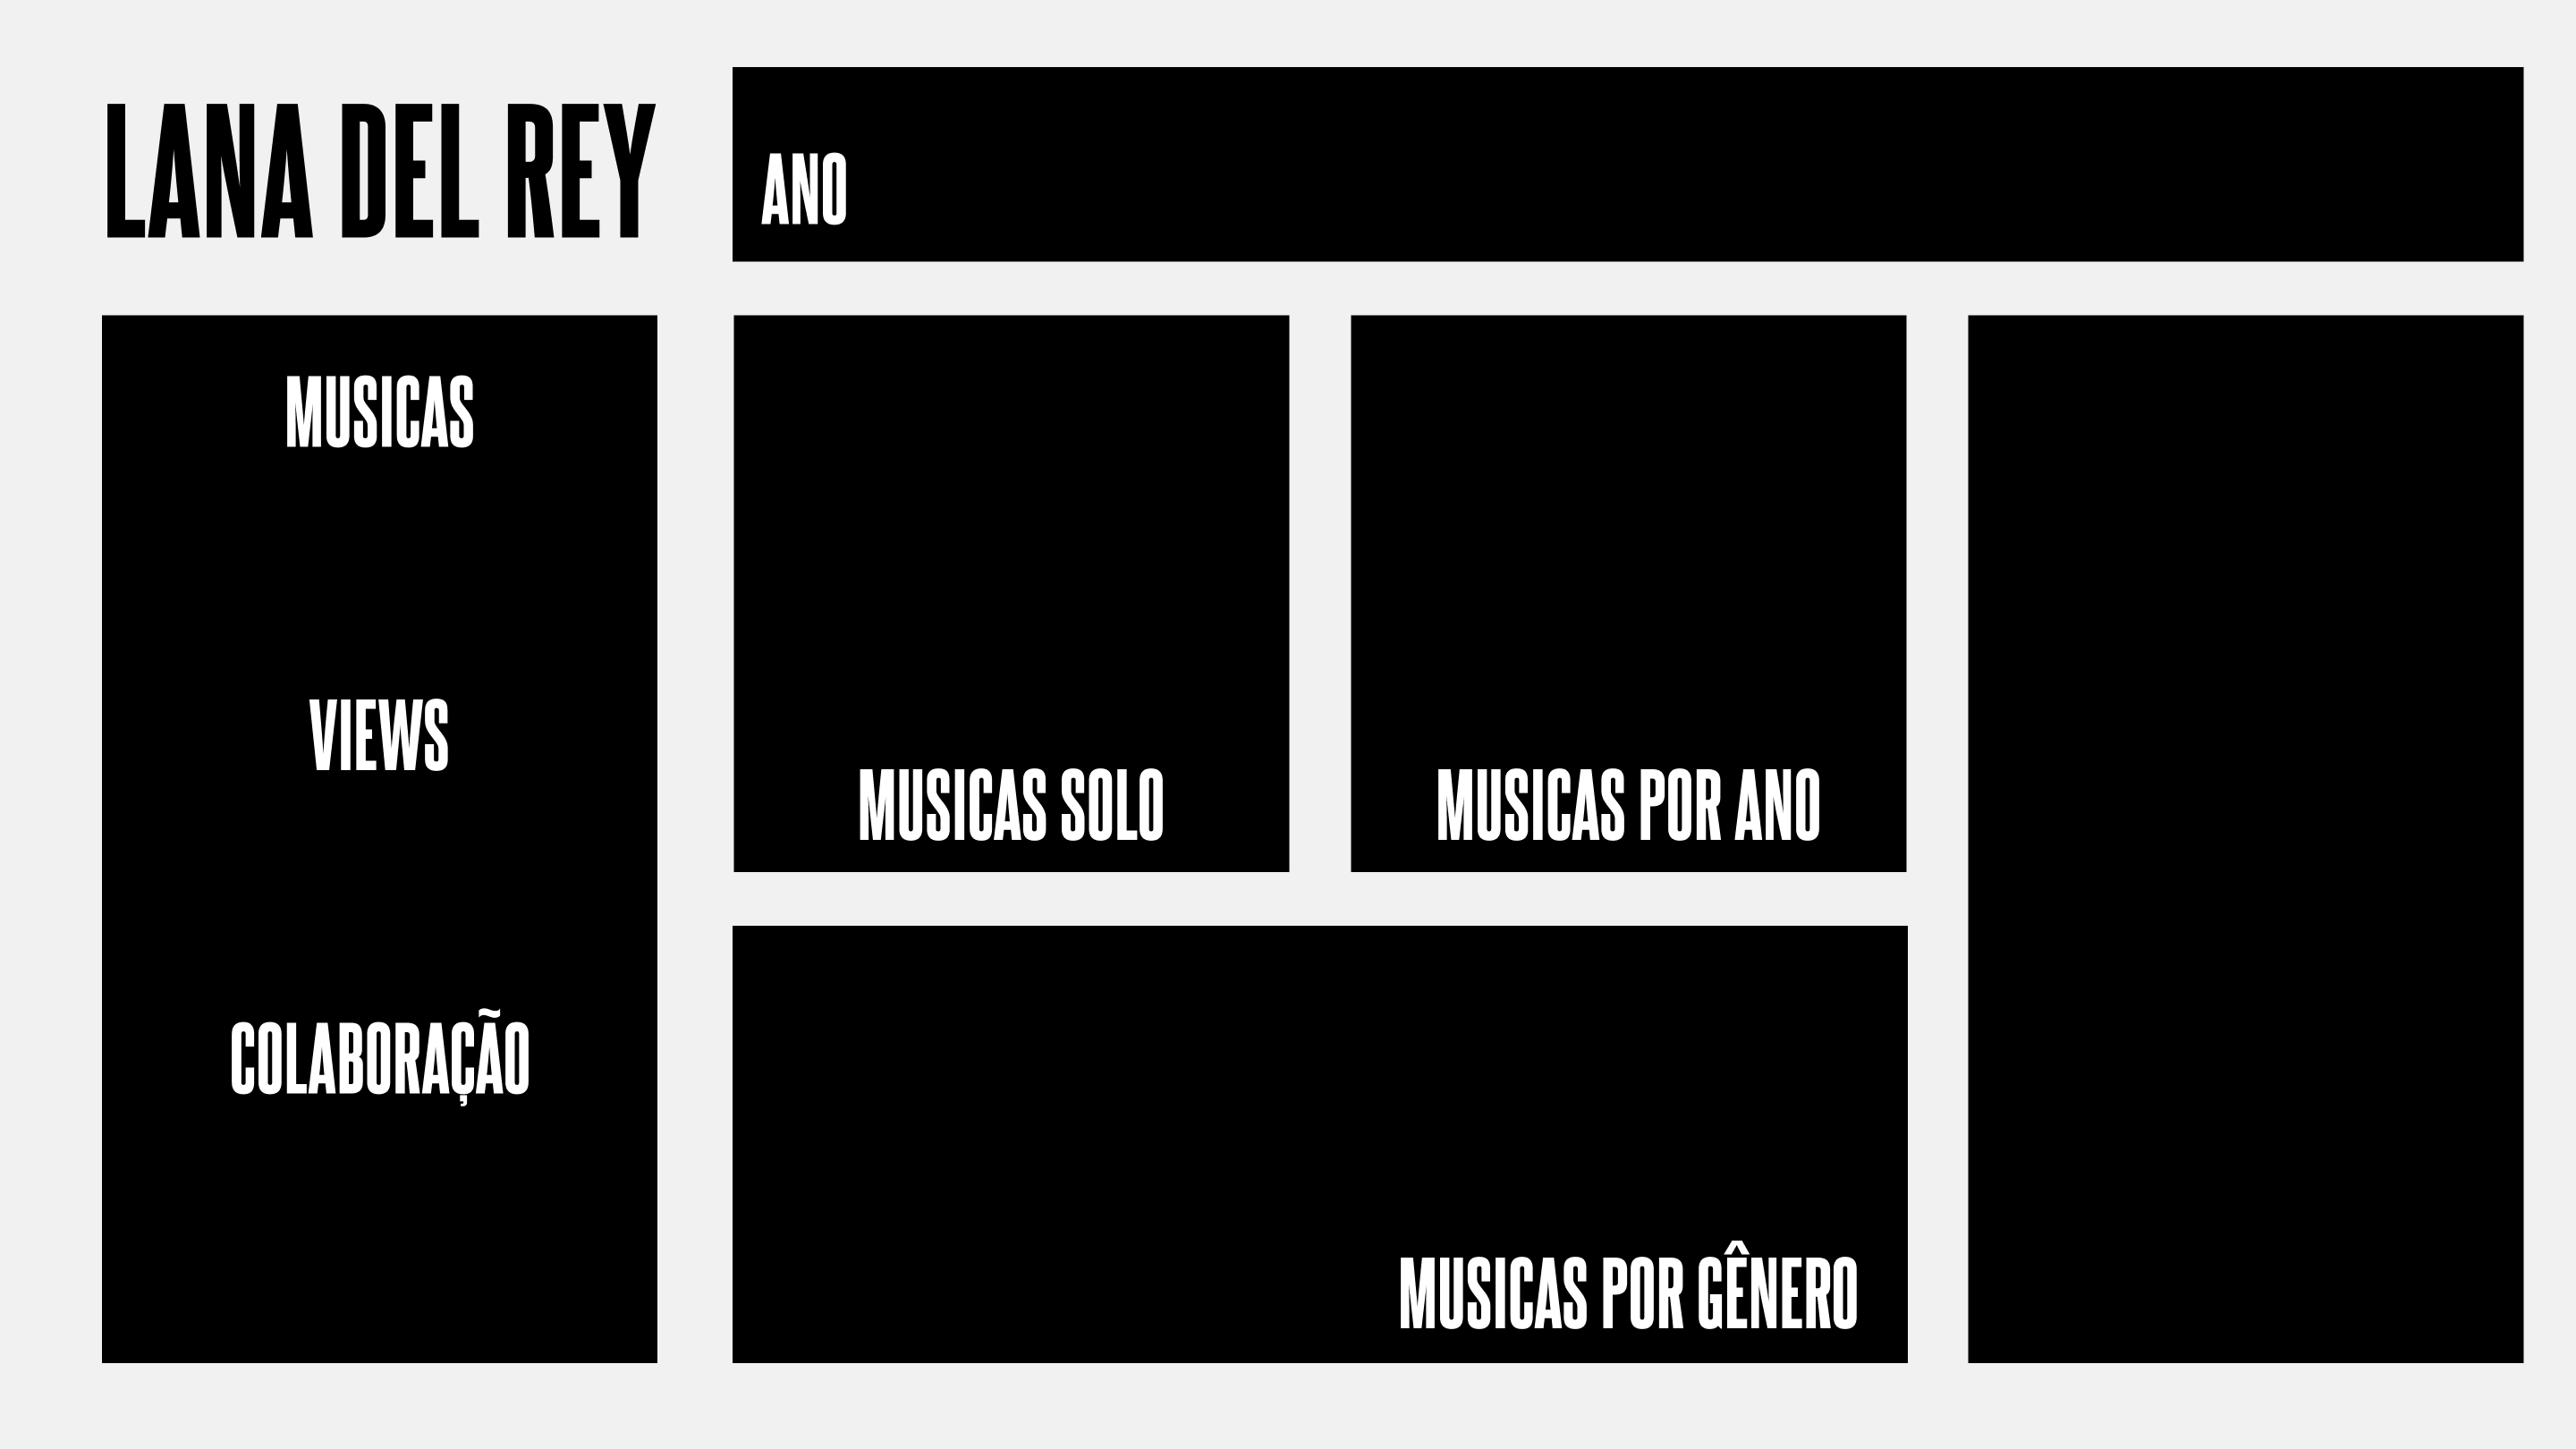 LANA DEL REY
ANO
MUSICAS
VIEWS
COLABORAÇÃO
MUSICAS SOLO
MUSICAS POR ANO
MUSICAS POR GÊNERO